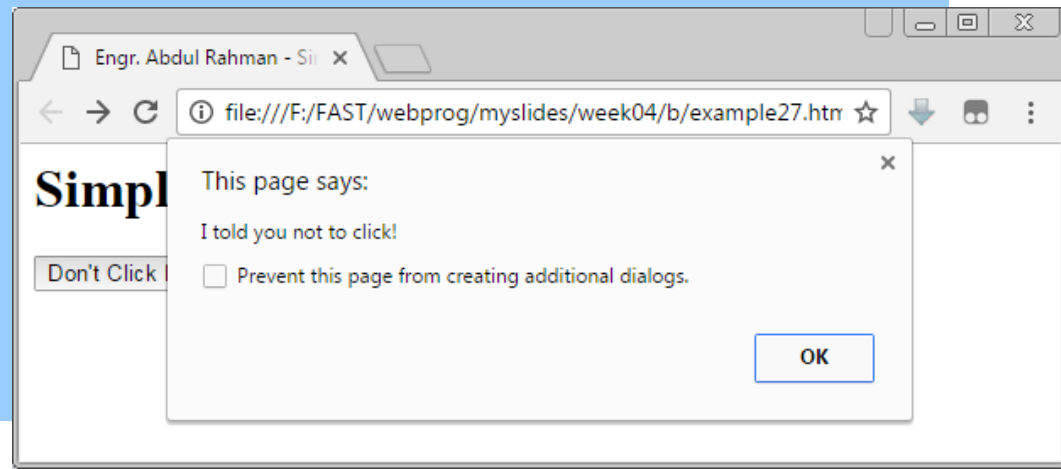 Engr. Abdul Rahman - Si
file:///F:/FAST/webprog/myslides/week04/b/example27.htm
Simpl
This page says:
I told you not to click!
Don't Click
Prevent this page from creating additional dialogs.
OK